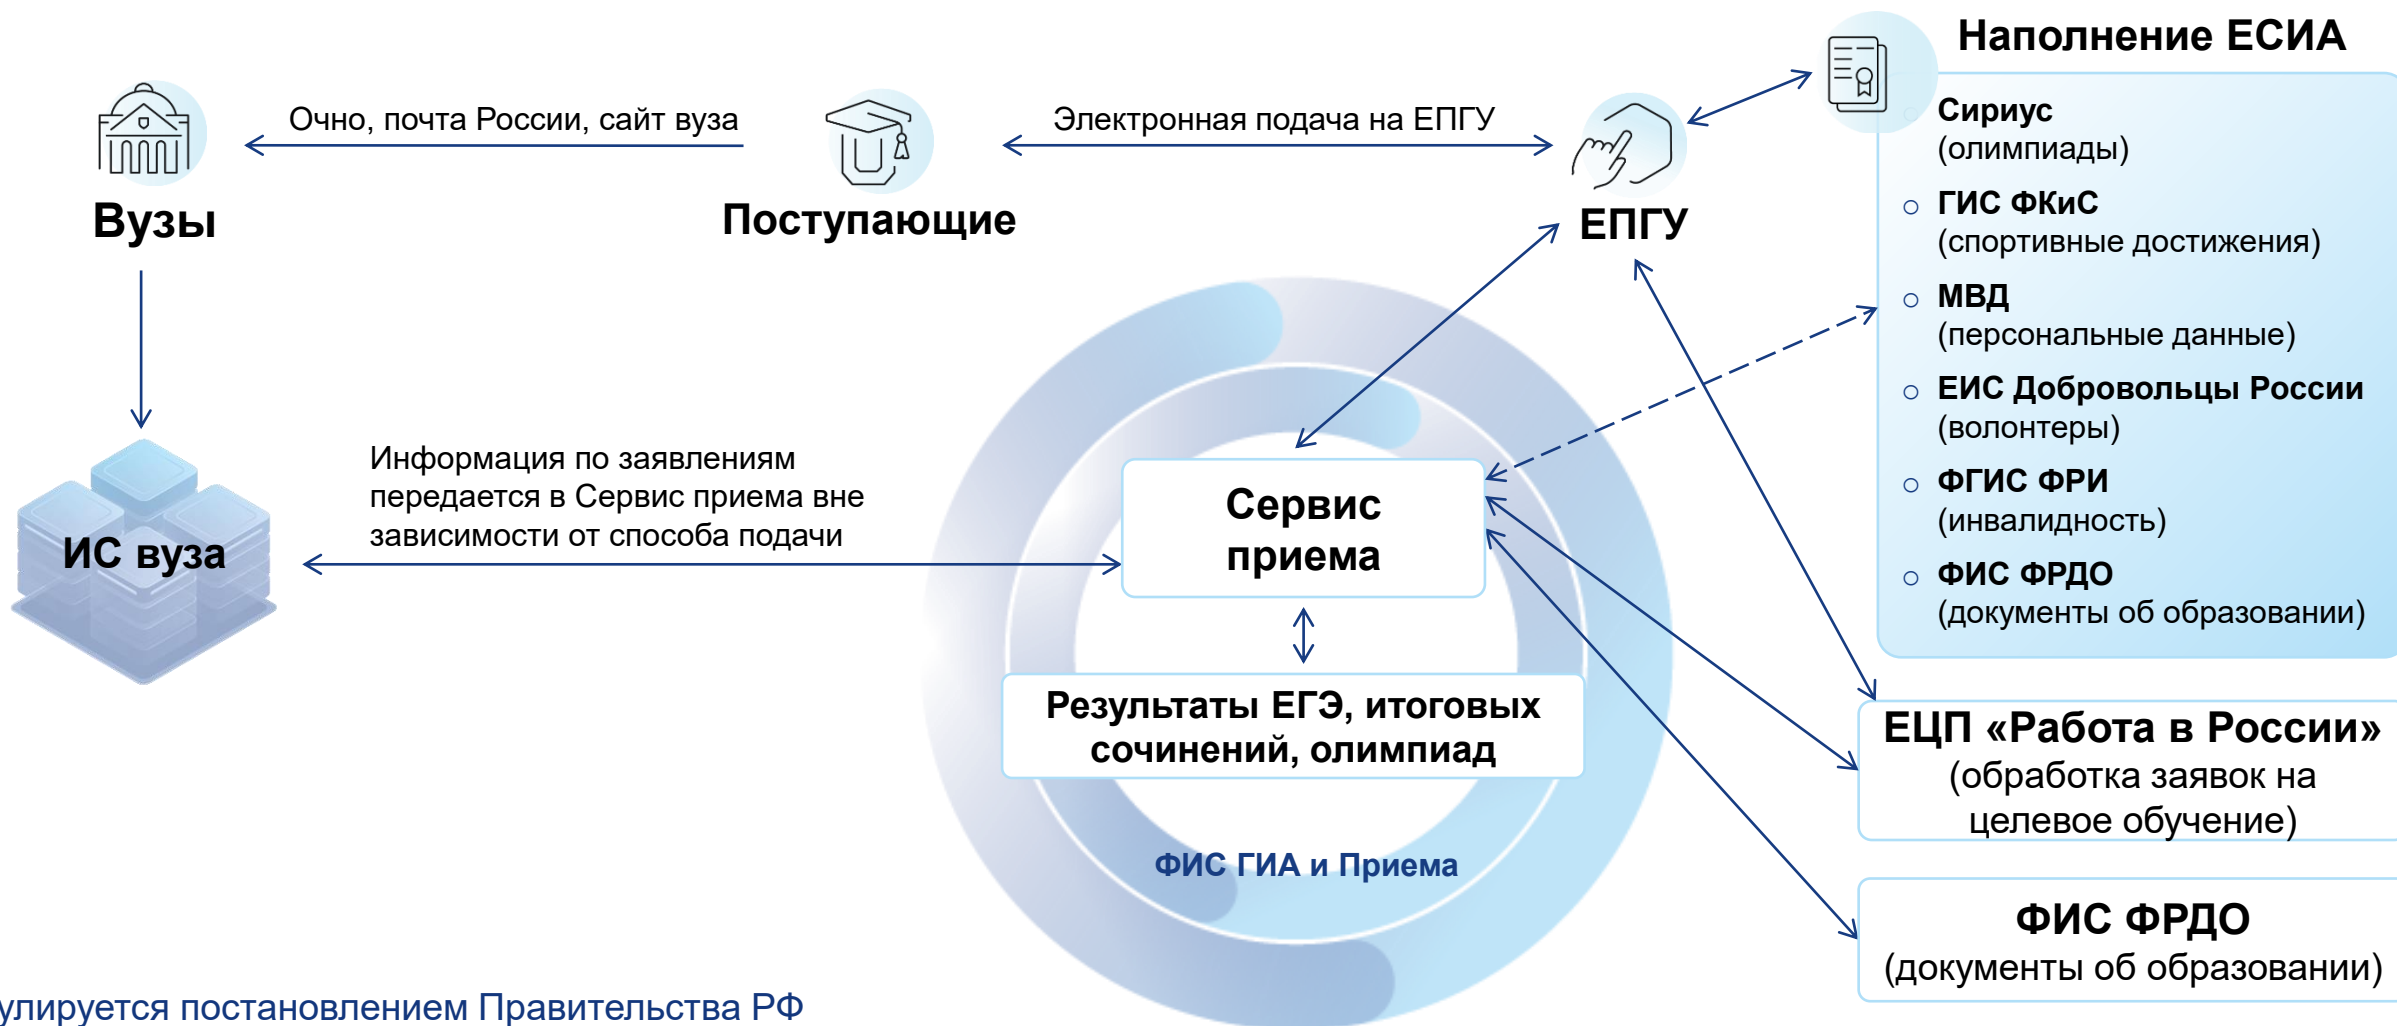 Наполнение ЕСИА
Очно, почта России, сайт вуза
Электронная подача на ЕПГУ
Вузы
Поступающие
ЕПГУ
Сириус
(олимпиады)
ГИС ФКиС
(спортивные достижения)
МВД
(персональные данные)
ЕИС Добровольцы России
(волонтеры)
ФГИС ФРИ
(инвалидность)
ФИС ФРДО
(документы об образовании)
Информация по заявлениям
передается в Сервис приема вне
зависимости от способа подачи
ИС вуза
Сервис
приема
Результаты ЕГЭ, итоговых
сочинений, олимпиад
ФИС ГИА и Приема
ЕЦП «Работа в России»
(обработка заявок на
целевое обучение)
ФИС ФРДО
(документы об образовании)
улируется постановлением Правительства РФ